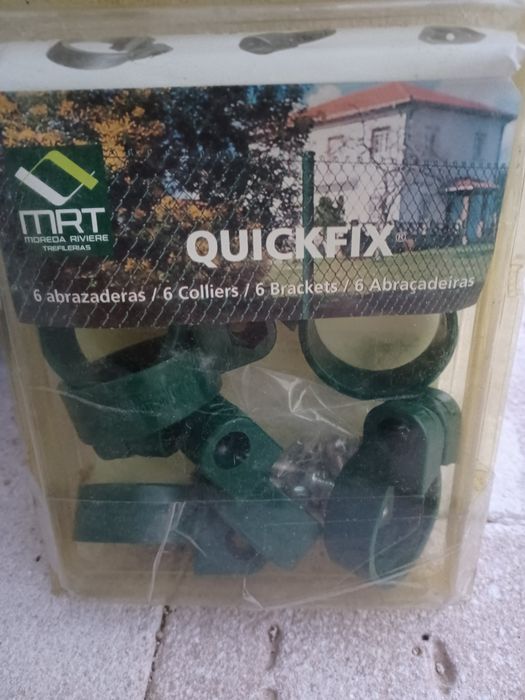 MRT
MOREDA RIVIERE
TREFILERIAS
QUICKFIX®
6 abrazaderas / 6 Colliers / 6 Brackets / 6 Abraçadeiras